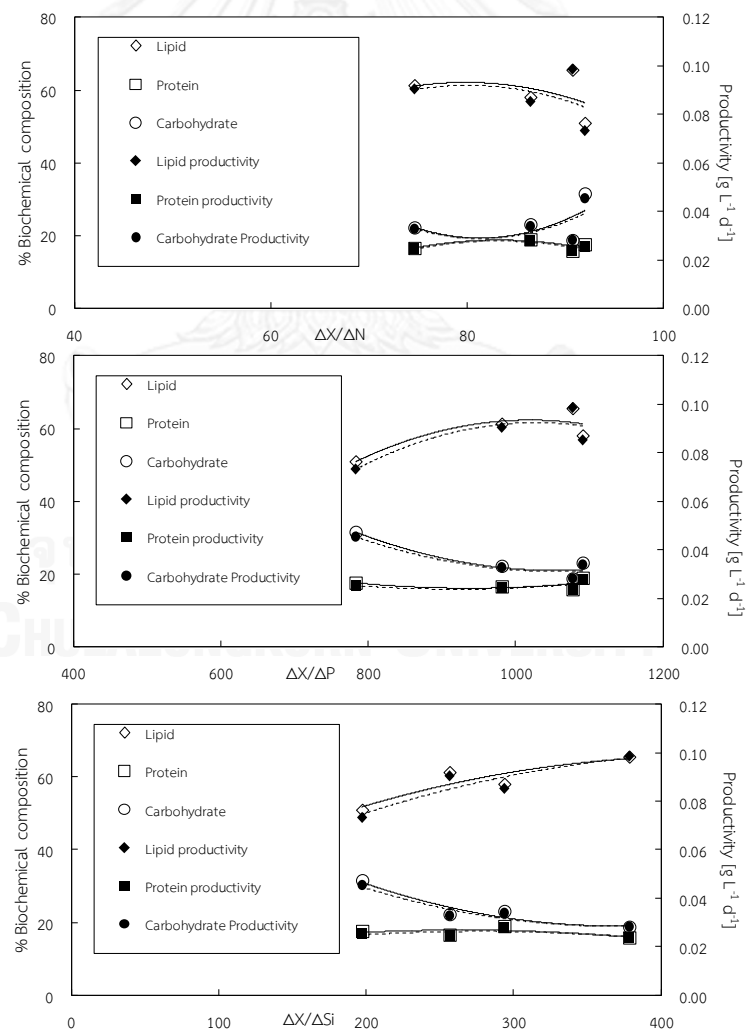 80
0.12
Lipid
Protein
Carbohydrate
Lipid productivity
Protein productivity
Carbohydrate Productivity
60
40
20
0
0.10
0.08
0.06
0.04
0.02
0.00
% Biochemical composition
Productivity [g L⁻¹ d⁻¹]
40
60
80
100
ΔX/ΔN
80
0.12
Lipid
Protein
Carbohydrate
Lipid productivity
Protein productivity
Carbohydrate Productivity
60
40
20
0
0.10
0.08
0.06
0.04
0.02
0.00
% Biochemical composition
Productivity [g L⁻¹ d⁻¹]
400
600
800
1000
1200
ΔX/ΔP
80
0.12
Lipid
Protein
Carbohydrate
Lipid productivity
Protein productivity
Carbohydrate Productivity
60
40
20
0
0.10
0.08
0.06
0.04
0.02
0.00
% Biochemical composition
Productivity [g L⁻¹ d⁻¹]
0
100
200
300
400
ΔX/ΔSi